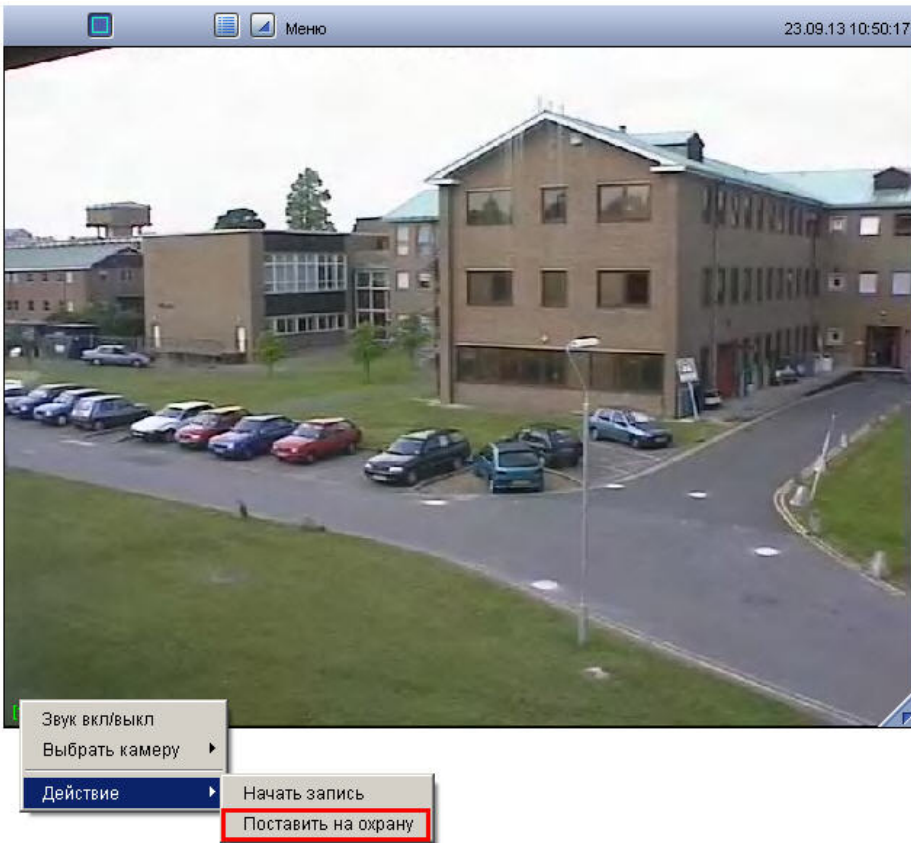 Меню
23.09.13 10:50:17
Звук вкл/выкл
Выбрать камеру
Действие
Начать запись
Поставить на охрану